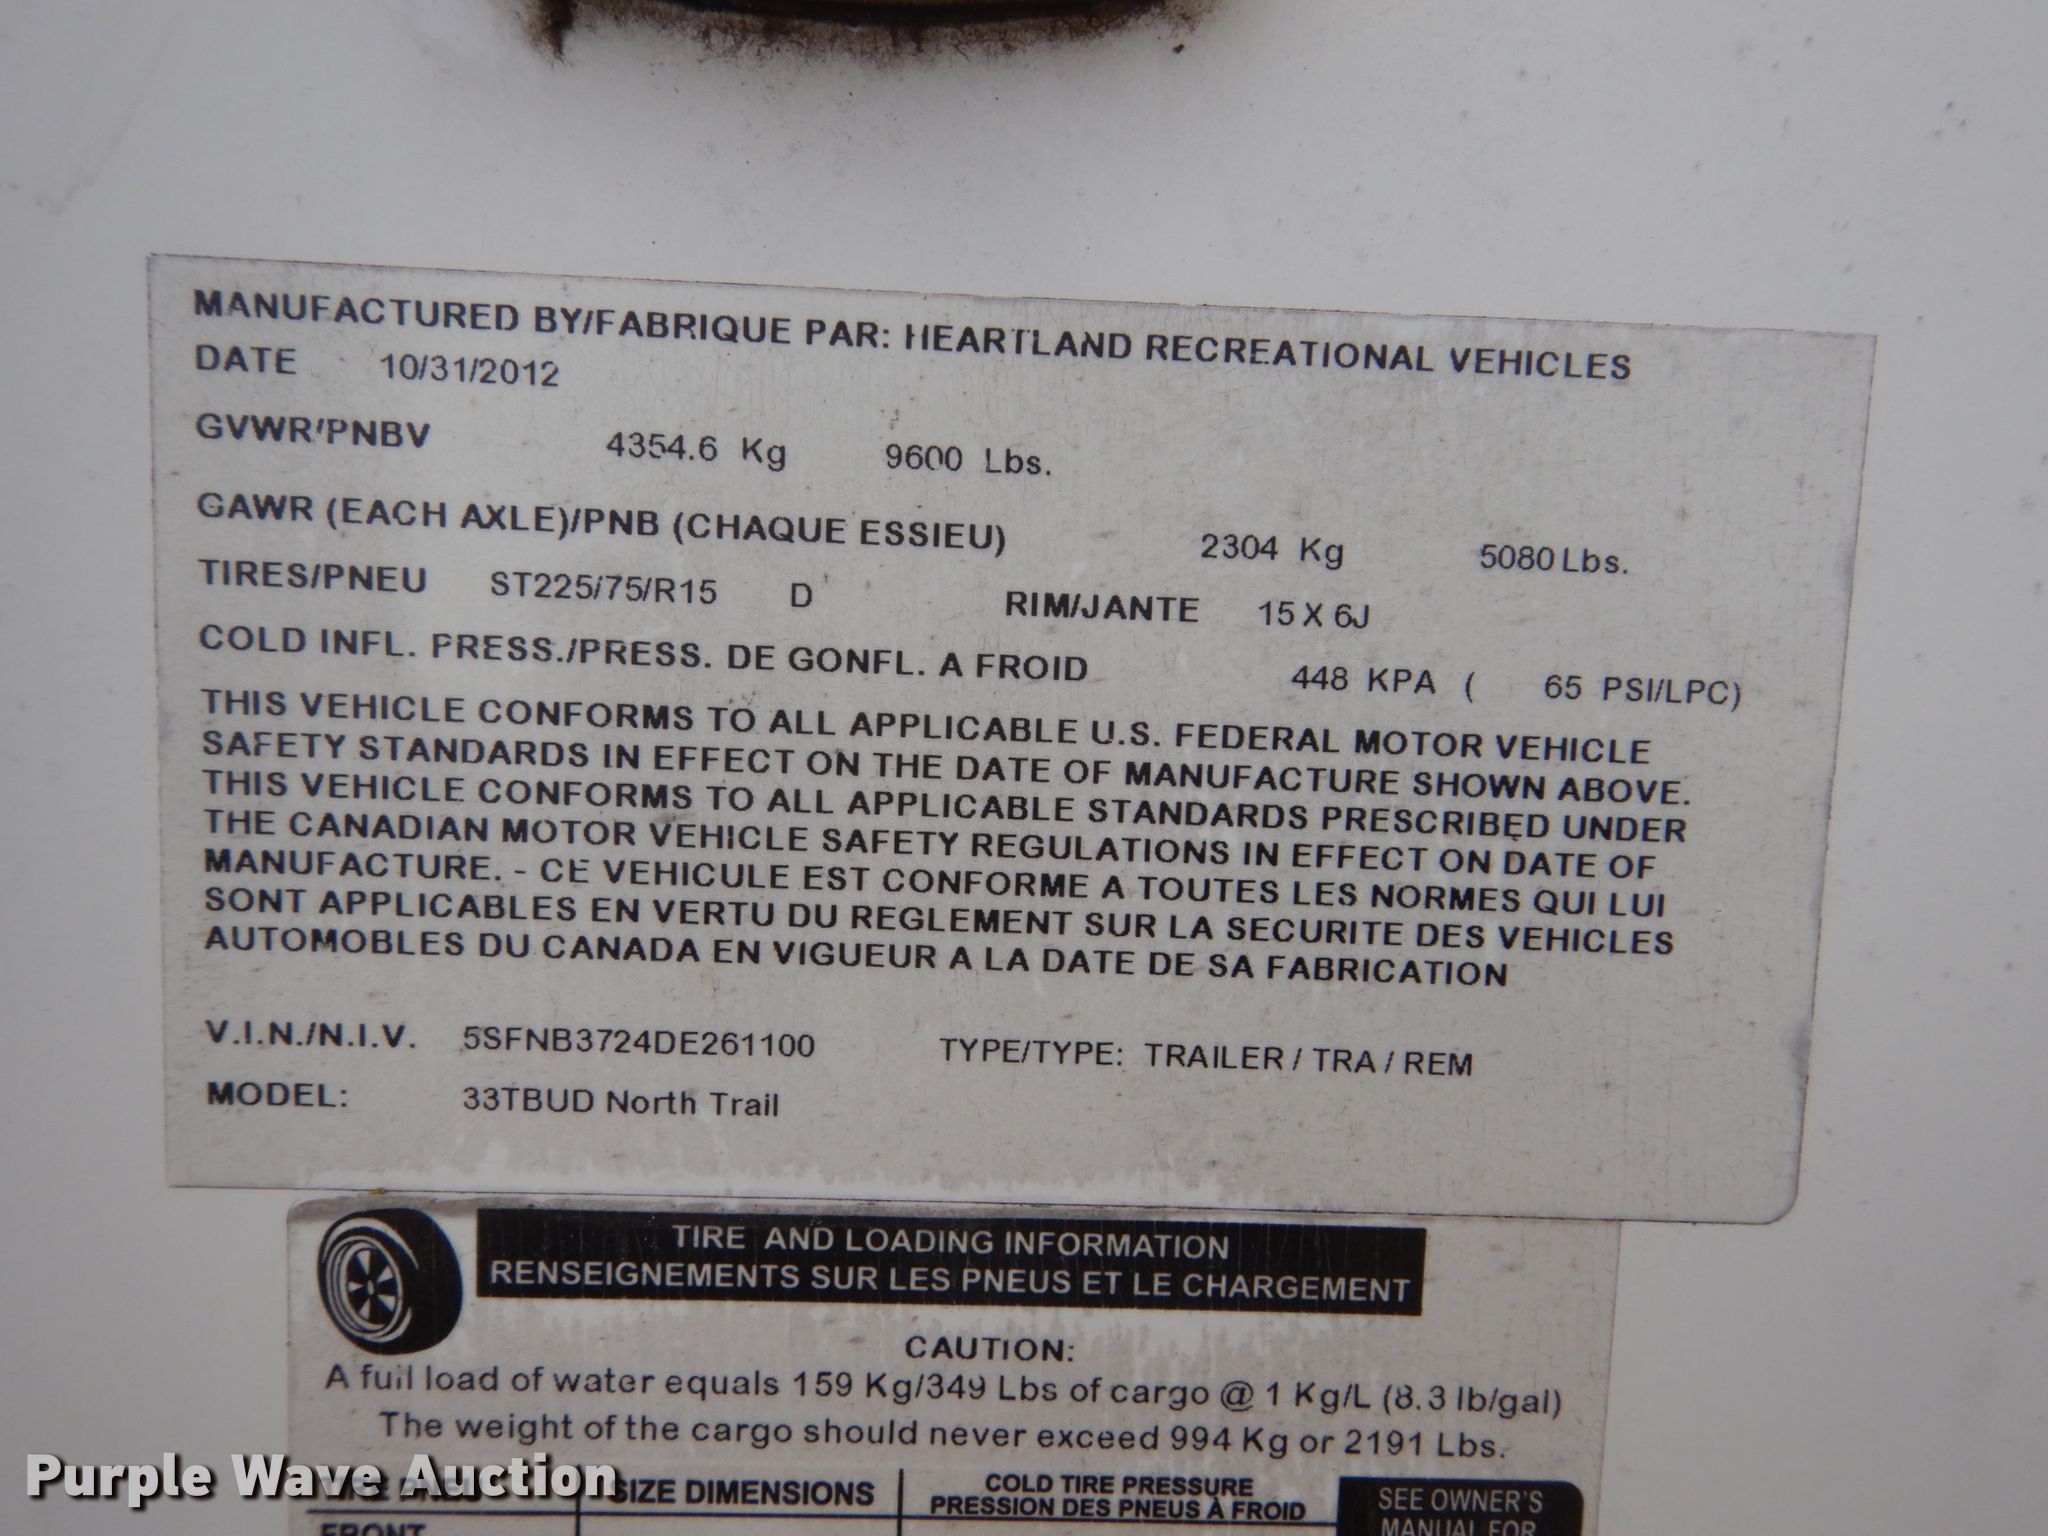 MANUFACTURED BY/FABRIQUE PAR: HEARTLAND RECREATIONAL VEHICLES
DATE 10/31/2012
GVWR/PNBV 4354.6 Kg 9600 Lbs.
GAWR (EACH AXLE)/PNB (CHAQUE ESSIEU) 2304 Kg 5080 Lbs.
TIRES/PNEU ST225/75/R15 D RIM/JANTE 15 X 6J
COLD INFL. PRESS./PRESS. DE GONFL. A FROID 448 KPA ( 65 PSI/LPC)
THIS VEHICLE CONFORMS TO ALL APPLICABLE U.S. FEDERAL MOTOR VEHICLE
SAFETY STANDARDS IN EFFECT ON THE DATE OF MANUFACTURE SHOWN ABOVE.
THIS VEHICLE CONFORMS TO ALL APPLICABLE STANDARDS PRESCRIBED UNDER
THE CANADIAN MOTOR VEHICLE SAFETY REGULATIONS IN EFFECT ON DATE OF
MANUFACTURE. - CE VEHICULE EST CONFORME A TOUTES LES NORMES QUI LUI
SONT APPLICABLES EN VERTU DU REGLEMENT SUR LA SECURITE DES VEHICLES
AUTOMOBLES DU CANADA EN VIGUEUR A LA DATE DE SA FABRICATION
V.I.N./N.I.V. 5SFNB3724DE261100 TYPE/TYPE: TRAILER / TRA / REM
MODEL: 33TBUD North Trail
TIRE AND LOADING INFORMATION
RENSEIGNEMENTS SUR LES PNEUS ET LE CHARGEMENT
CAUTION:
A full load of water equals 159 Kg/349 Lbs of cargo @ 1 Kg/L (8.3 lb/gal)
The weight of the cargo should never exceed 994 Kg or 2191 Lbs.
Purple Wave Auction
SIZE DIMENSIONS
COLD TIRE PRESSURE
PRESSION DES PNEUS À FROID
SEE OWNER'S
MANUAL FOR
FRONT